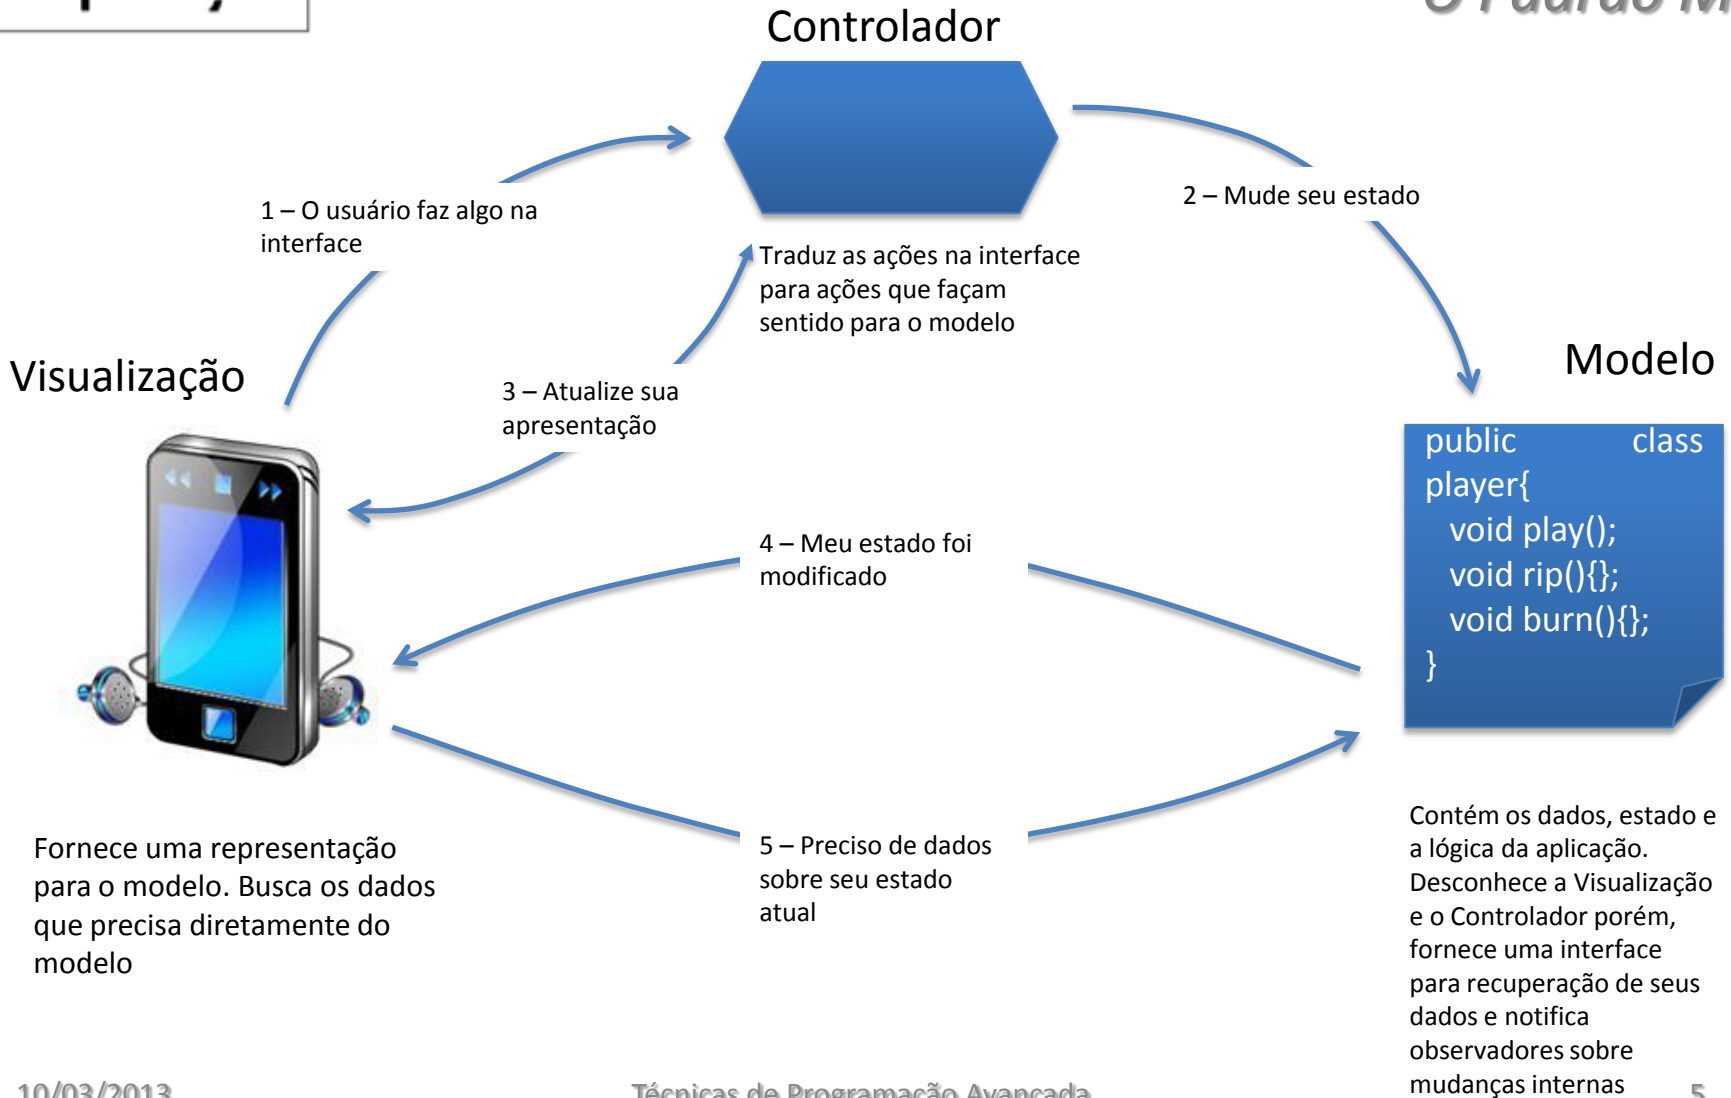 O Padrão M
Controlador
1 – O usuário faz algo na
interface
2 – Mude seu estado
Traduz as ações na interface
para ações que façam
sentido para o modelo
Visualização
3 – Atualize sua
apresentação
Modelo
public class
player{
void play();
void rip(){};
void burn(){};
}
4 – Meu estado foi
modificado
5 – Preciso de dados
sobre seu estado
atual
Fornece uma representação
para o modelo. Busca os dados
que precisa diretamente do
modelo
Contém os dados, estado e
a lógica da aplicação.
Desconhece a Visualização
e o Controlador porém,
fornece uma interface
para recuperação de seus
dados e notifica
observadores sobre
mudanças internas
10/03/2013
Técnicas de Programação Avançada
5